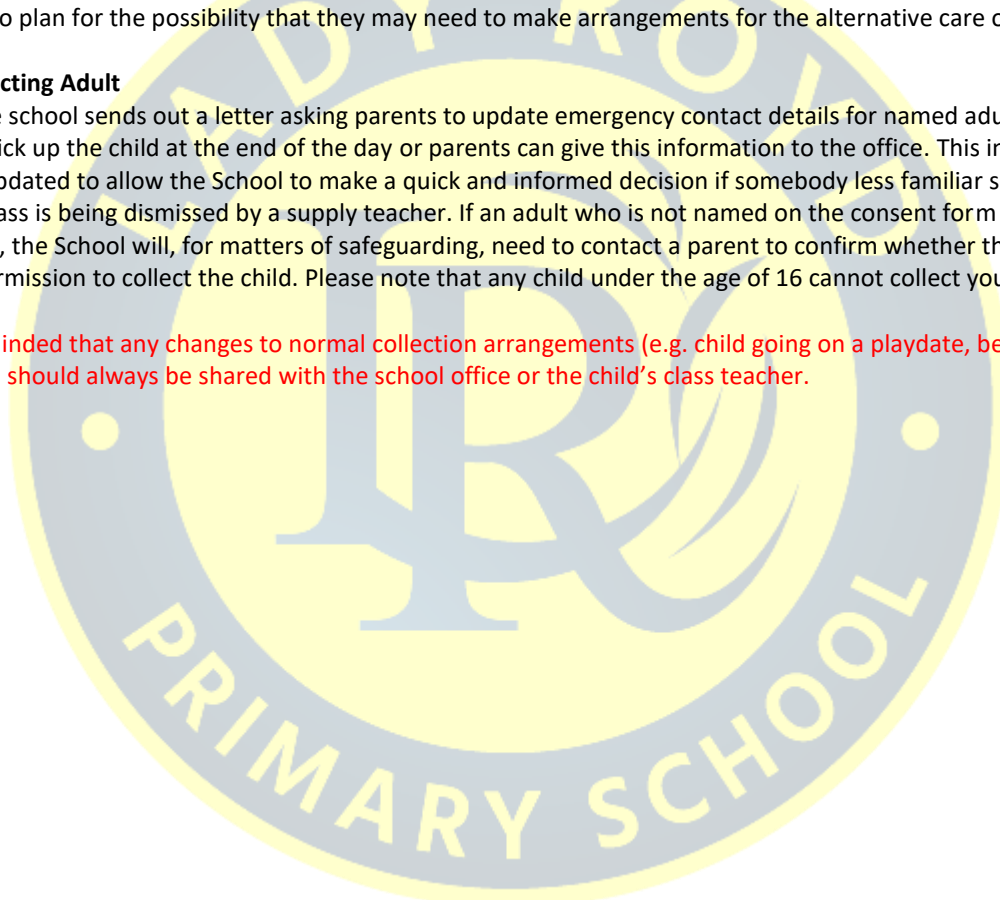 o plan for the possibility that they may need to make arrangements for the alternative care c
cting Adult
e school sends out a letter asking parents to update emergency contact details for named adu
ick up the child at the end of the day or parents can give this information to the office. This in
pdated to allow the School to make a quick and informed decision if somebody less familiar s
ass is being dismissed by a supply teacher. If an adult who is not named on the consent form
, the School will, for matters of safeguarding, need to contact a parent to confirm whether th
rmission to collect the child. Please note that any child under the age of 16 cannot collect you
inded that any changes to normal collection arrangements (e.g. child going on a playdate, be
should always be shared with the school office or the child's class teacher.
LADY ROYD
LR
PRIMARY SCHOOL